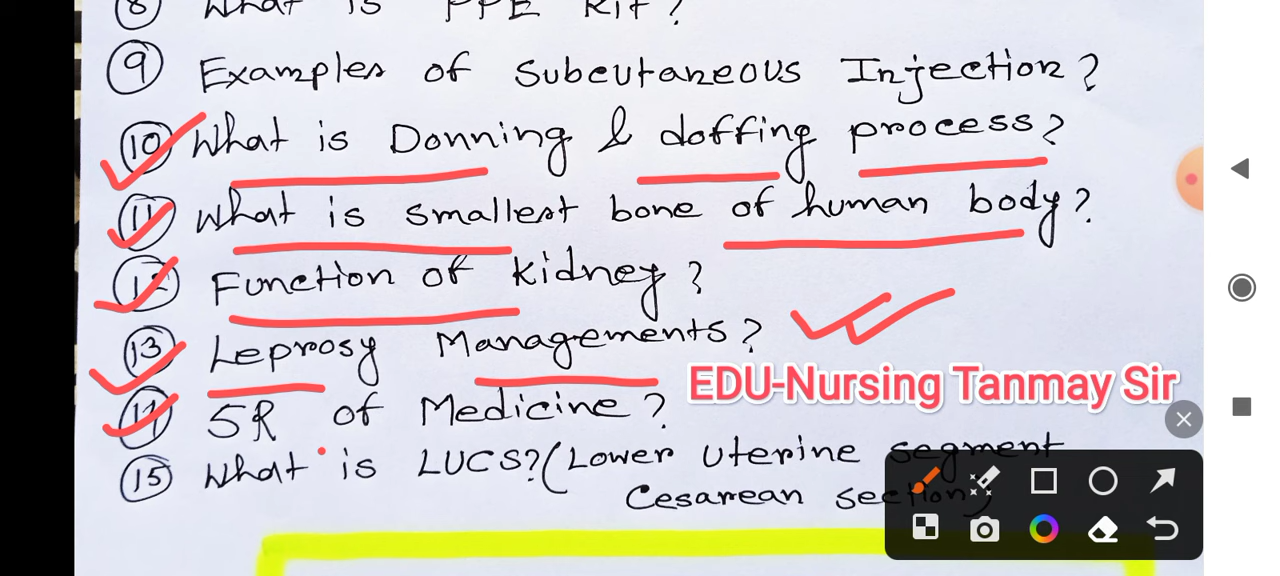 8 What is PPE Kit?
9 Examples of Subcutaneous Injection?
10 What is Donning & doffing process?
11 What is smallest bone of human body?
12 Function of kidney?
13 Leprosy Managements?
EDU-Nursing Tanmay Sir
14 5R of Medicine?
15 What is LUCS? (Lower uterine segment
Cesarean section)